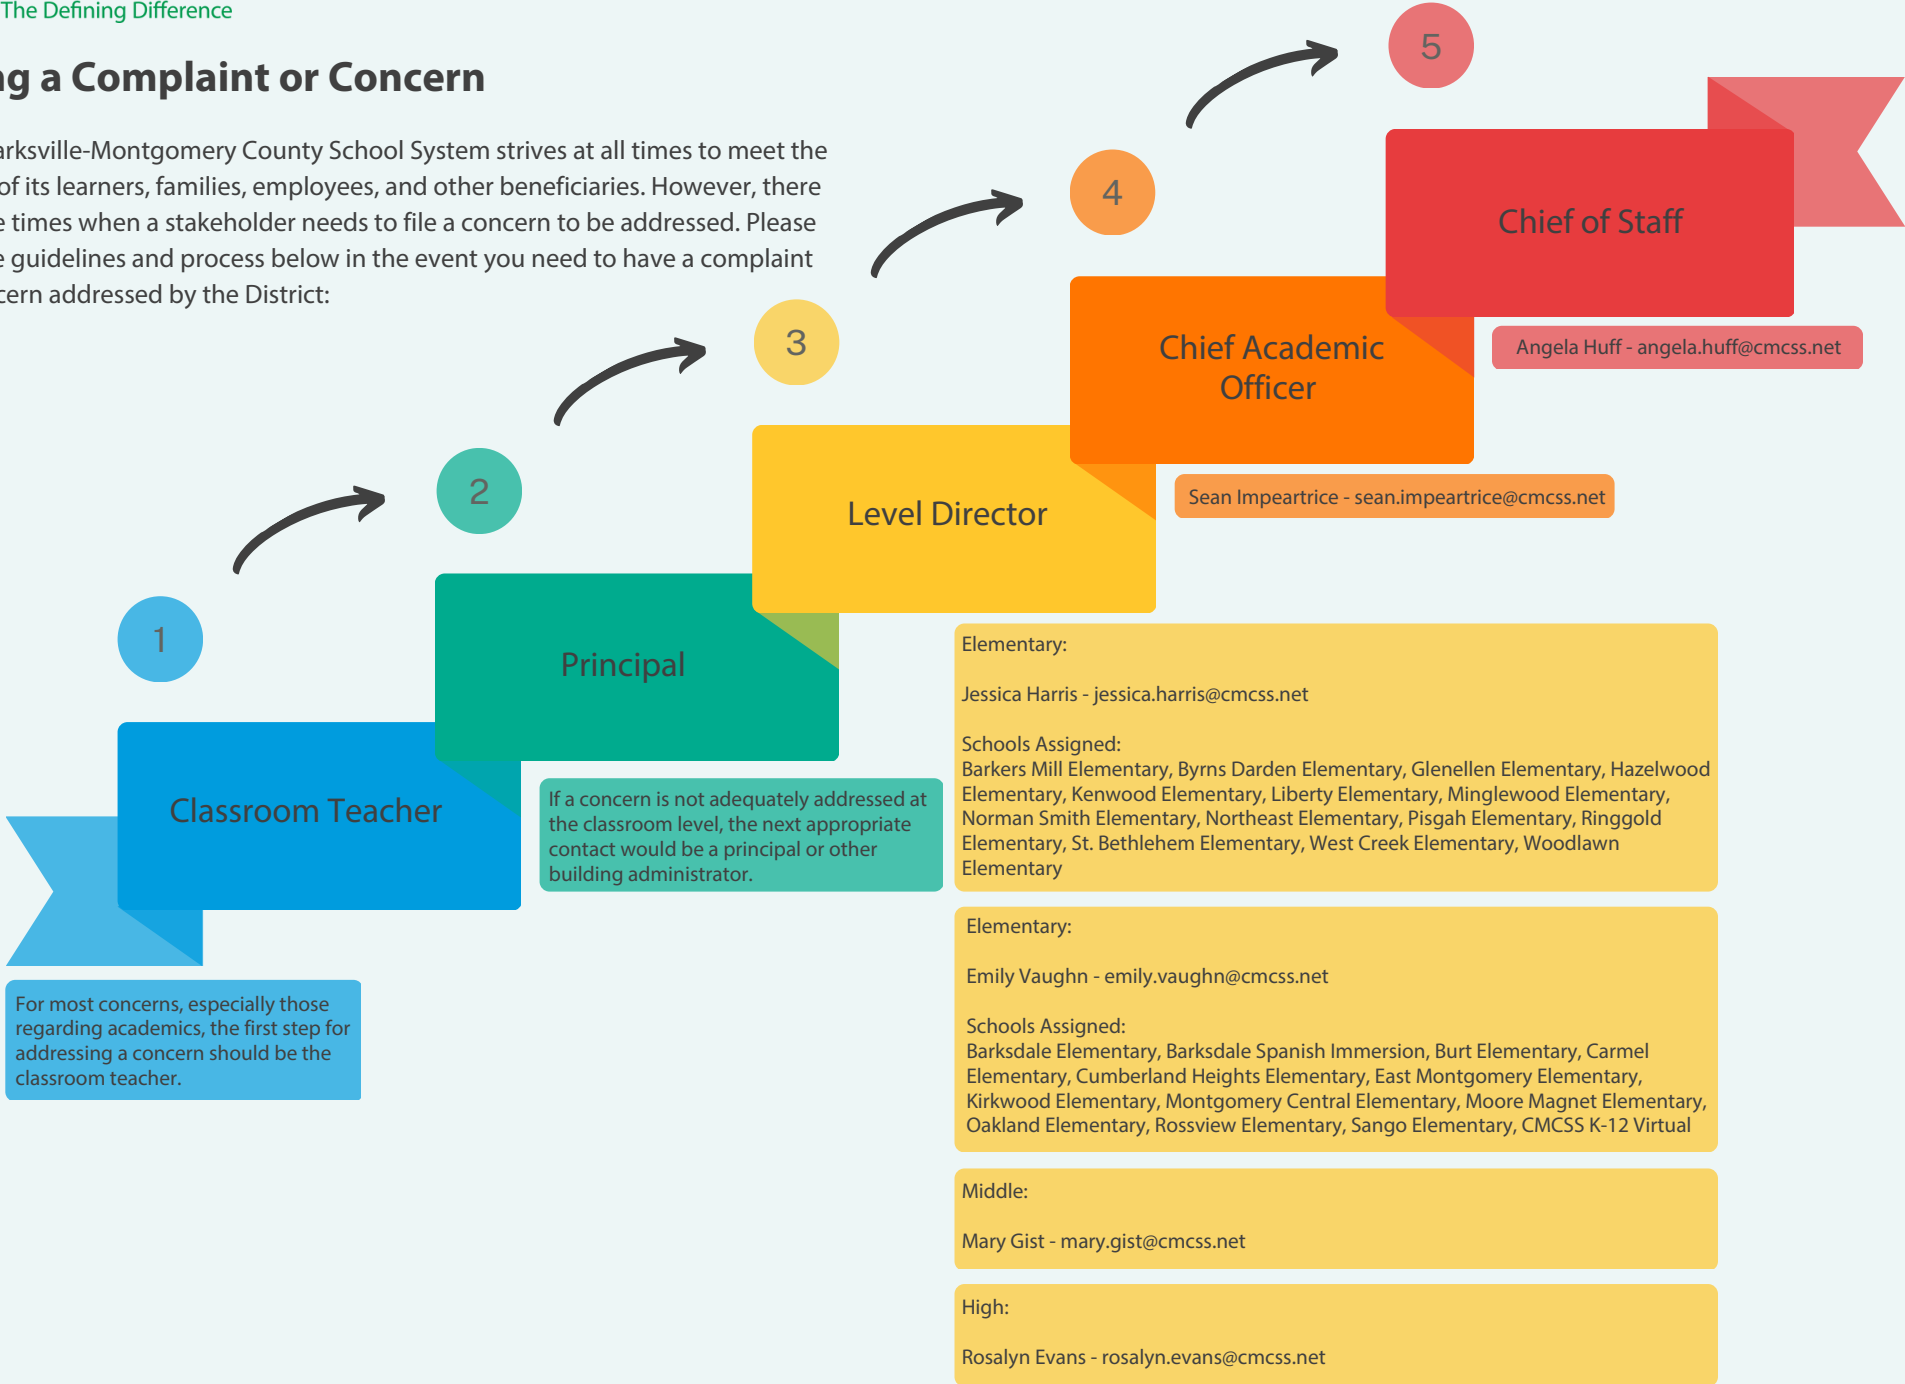 The Defining Difference
a Complaint or Concern
Clarksville-Montgomery County School System strives at all times to meet the
of its learners, families, employees, and other beneficiaries. However, there
times when a stakeholder needs to file a concern to be addressed. Please
guidelines and process below in the event you need to have a complaint
addressed by the District:
5
Chief of Staff
Angela Huff - angela.huff@cmcss.net
4
Chief Academic
Officer
Sean Impeartrice - sean.impeartrice@cmcss.net
3
Level Director
Elementary:
Jessica Harris - jessica.harris@cmcss.net
Schools Assigned:
Barkers Mill Elementary, Byrns Darden Elementary, Glenellen Elementary, Hazelwood
Elementary, Kenwood Elementary, Liberty Elementary, Minglewood Elementary,
Norman Smith Elementary, Northeast Elementary, Pisgah Elementary, Ringgold
Elementary, St. Bethlehem Elementary, West Creek Elementary, Woodlawn
Elementary
Elementary:
Emily Vaughn - emily.vaughn@cmcss.net
Schools Assigned:
Barksdale Elementary, Barksdale Spanish Immersion, Burt Elementary, Carmel
Elementary, Cumberland Heights Elementary, East Montgomery Elementary,
Kirkwood Elementary, Montgomery Central Elementary, Moore Magnet Elementary,
Oakland Elementary, Rossview Elementary, Sango Elementary, CMCSS K-12 Virtual
Middle:
Mary Gist - mary.gist@cmcss.net
High:
Rosalyn Evans - rosalyn.evans@cmcss.net
2
Principal
If a concern is not adequately addressed at
the classroom level, the next appropriate
contact would be a principal or other
building administrator.
1
Classroom Teacher
For most concerns, especially those
regarding academics, the first step for
addressing a concern should be the
classroom teacher.